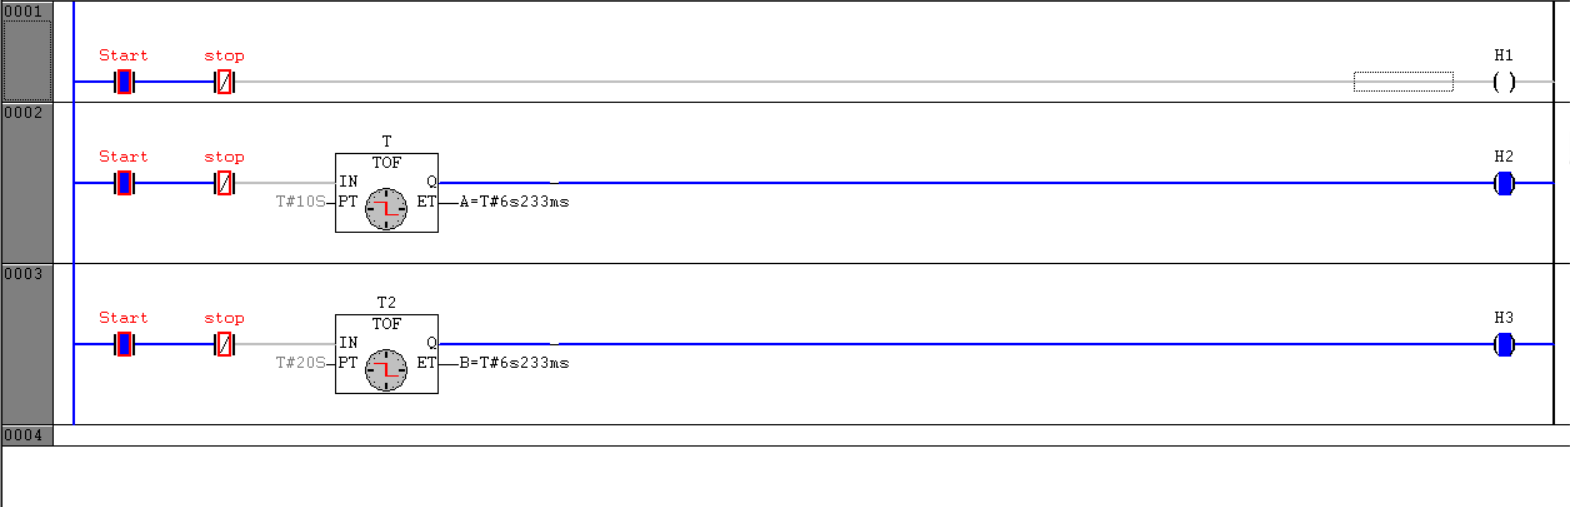 0001
Start stop H1
( )
0002
Start stop T H2
TOF
IN Q
T#10S PT ET A=T#6s233ms
0003
Start stop T2 H3
TOF
IN Q
T#20S PT ET B=T#6s233ms
0004